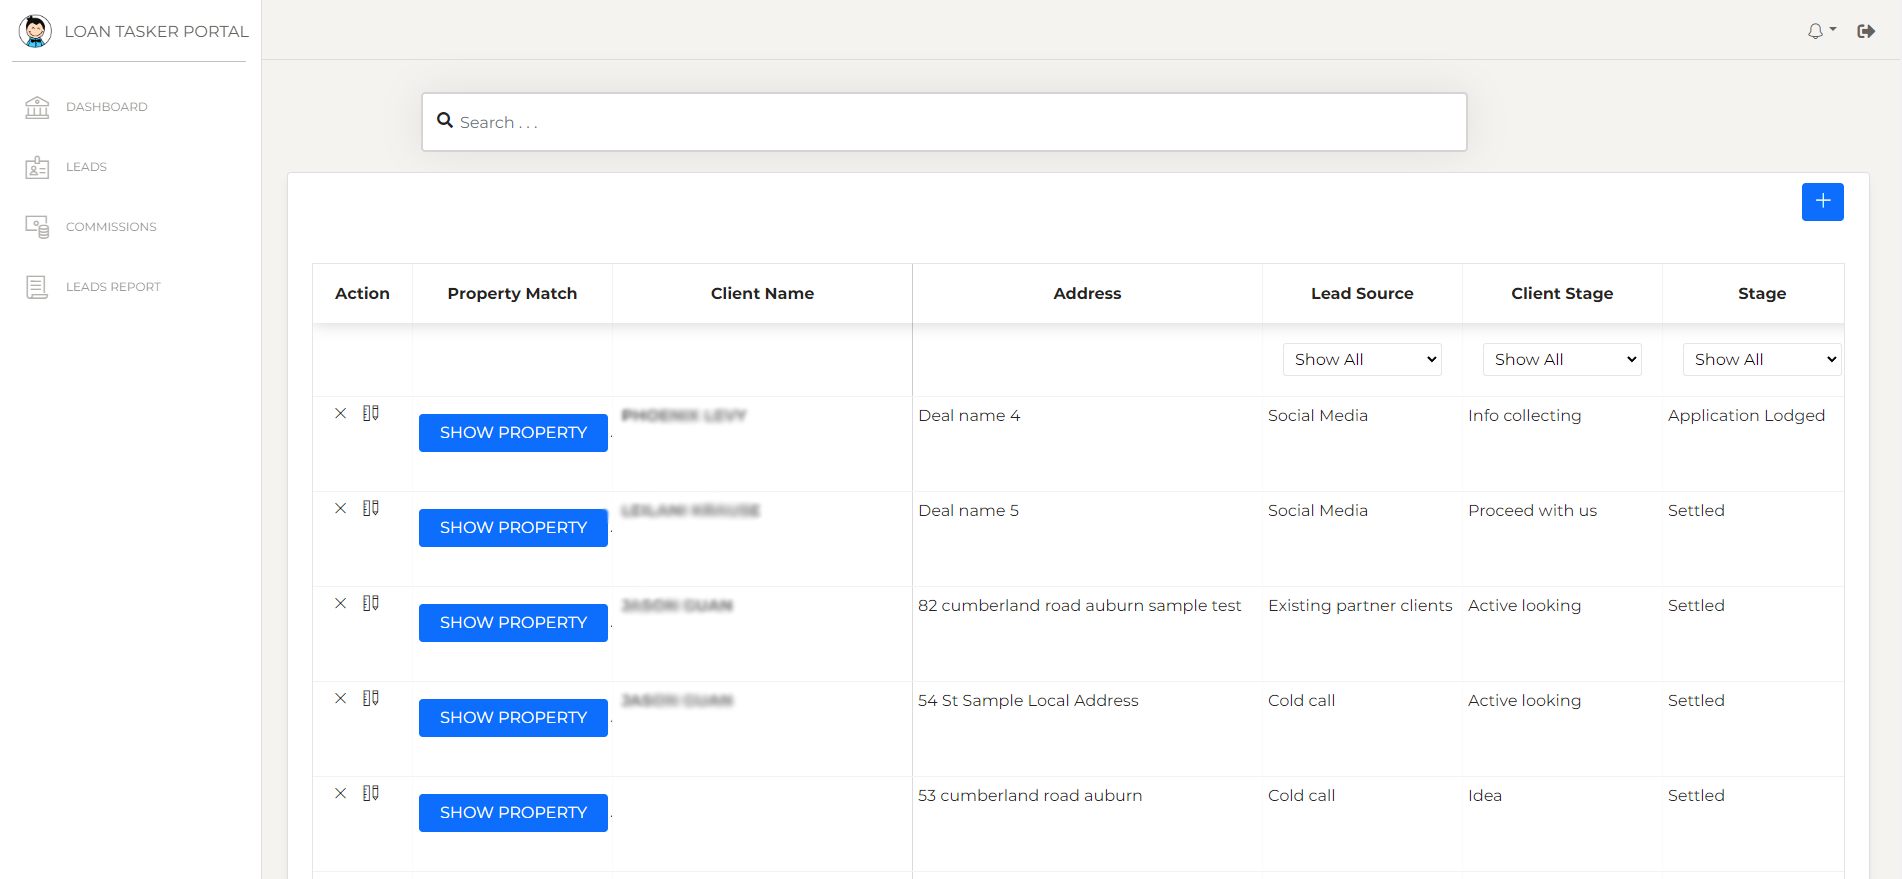 LOAN TASKER PORTAL
DASHBOARD
LEADS
COMMISSIONS
LEADS REPORT
Search . . .
Action Property Match Client Name Address Lead Source Client Stage Stage
Show All Show All Show All
SHOW PROPERTY . Deal name 4 Social Media Info collecting Application Lodged
SHOW PROPERTY . Deal name 5 Social Media Proceed with us Settled
SHOW PROPERTY . 82 cumberland road auburn sample test Existing partner clients Active looking Settled
SHOW PROPERTY . 54 St Sample Local Address Cold call Active looking Settled
SHOW PROPERTY . 53 cumberland road auburn Cold call Idea Settled